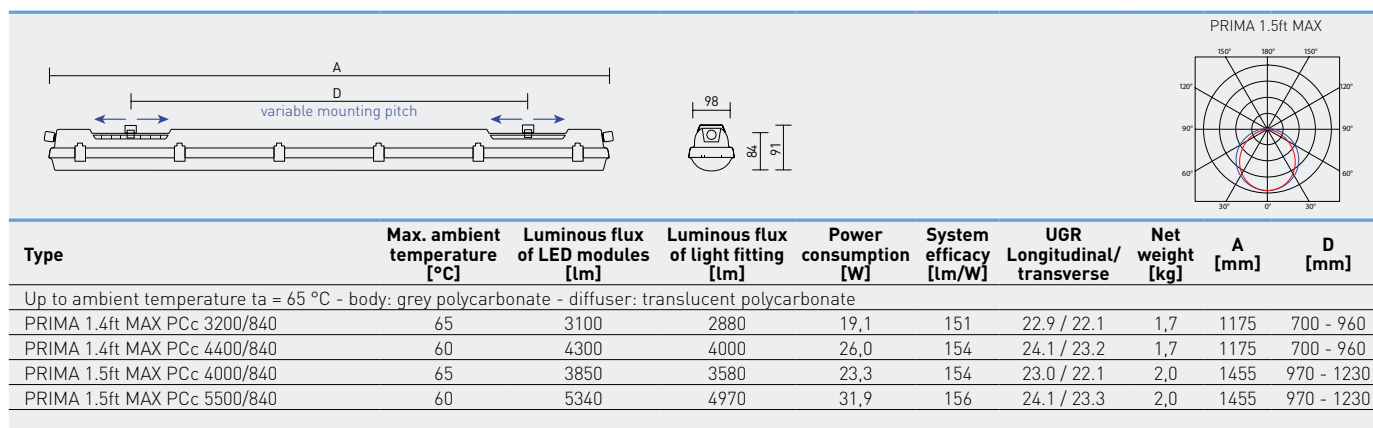 PRIMA 1.5ft MAX
150° 180° 150°
120° 120°
90° 90°
60° 60°
30° 0° 30°
A
D
variable mounting pitch
98
84
91
Type Max. ambient temperature [°C] Luminous flux of LED modules [lm] Luminous flux of light fitting [lm] Power consumption [W] System efficacy [lm/W] UGR Longitudinal/ transverse Net weight [kg] A [mm] D [mm]
Up to ambient temperature ta = 65 °C - body: grey polycarbonate - diffuser: translucent polycarbonate
PRIMA 1.4ft MAX PCc 3200/840 65 3100 2880 19,1 151 22.9 / 22.1 1,7 1175 700 - 960
PRIMA 1.4ft MAX PCc 4400/840 60 4300 4000 26,0 154 24.1 / 23.2 1,7 1175 700 - 960
PRIMA 1.5ft MAX PCc 4000/840 65 3850 3580 23,3 154 23.0 / 22.1 2,0 1455 970 - 1230
PRIMA 1.5ft MAX PCc 5500/840 60 5340 4970 31,9 156 24.1 / 23.3 2,0 1455 970 - 1230